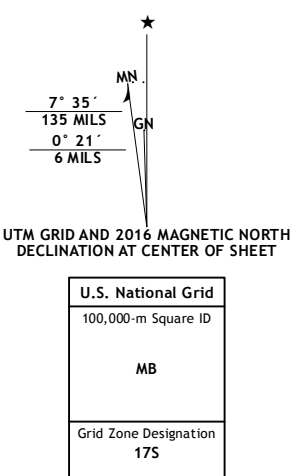 MN
GN
7° 35´
135 MILS
0° 21´
6 MILS
UTM GRID AND 2016 MAGNETIC NORTH
DECLINATION AT CENTER OF SHEET
U.S. National Grid
100,000-m Square ID
MB
Grid Zone Designation
17S